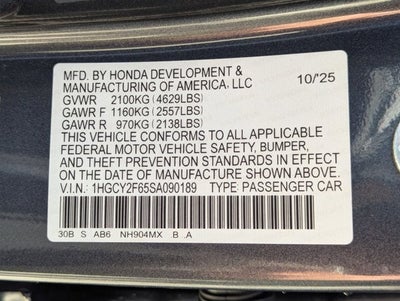 MFD. BY HONDA DEVELOPMENT & 10/'25
MANUFACTURING OF AMERICA, LLC
GVWR 2100KG (4629LBS)
GAWR F 1160KG (2557LBS)
GAWR R 970KG (2138LBS)
THIS VEHICLE CONFORMS TO ALL APPLICABLE
FEDERAL MOTOR VEHICLE SAFETY, BUMPER,
AND THEFT PREVENTION STANDARDS IN EFFECT
ON THE DATE OF MANUFACTURE SHOWN ABOVE.
V.I.N.: 1HGCY2F65SA090189 TYPE: PASSENGER CAR
30B S AB6 NH904MX .B .A